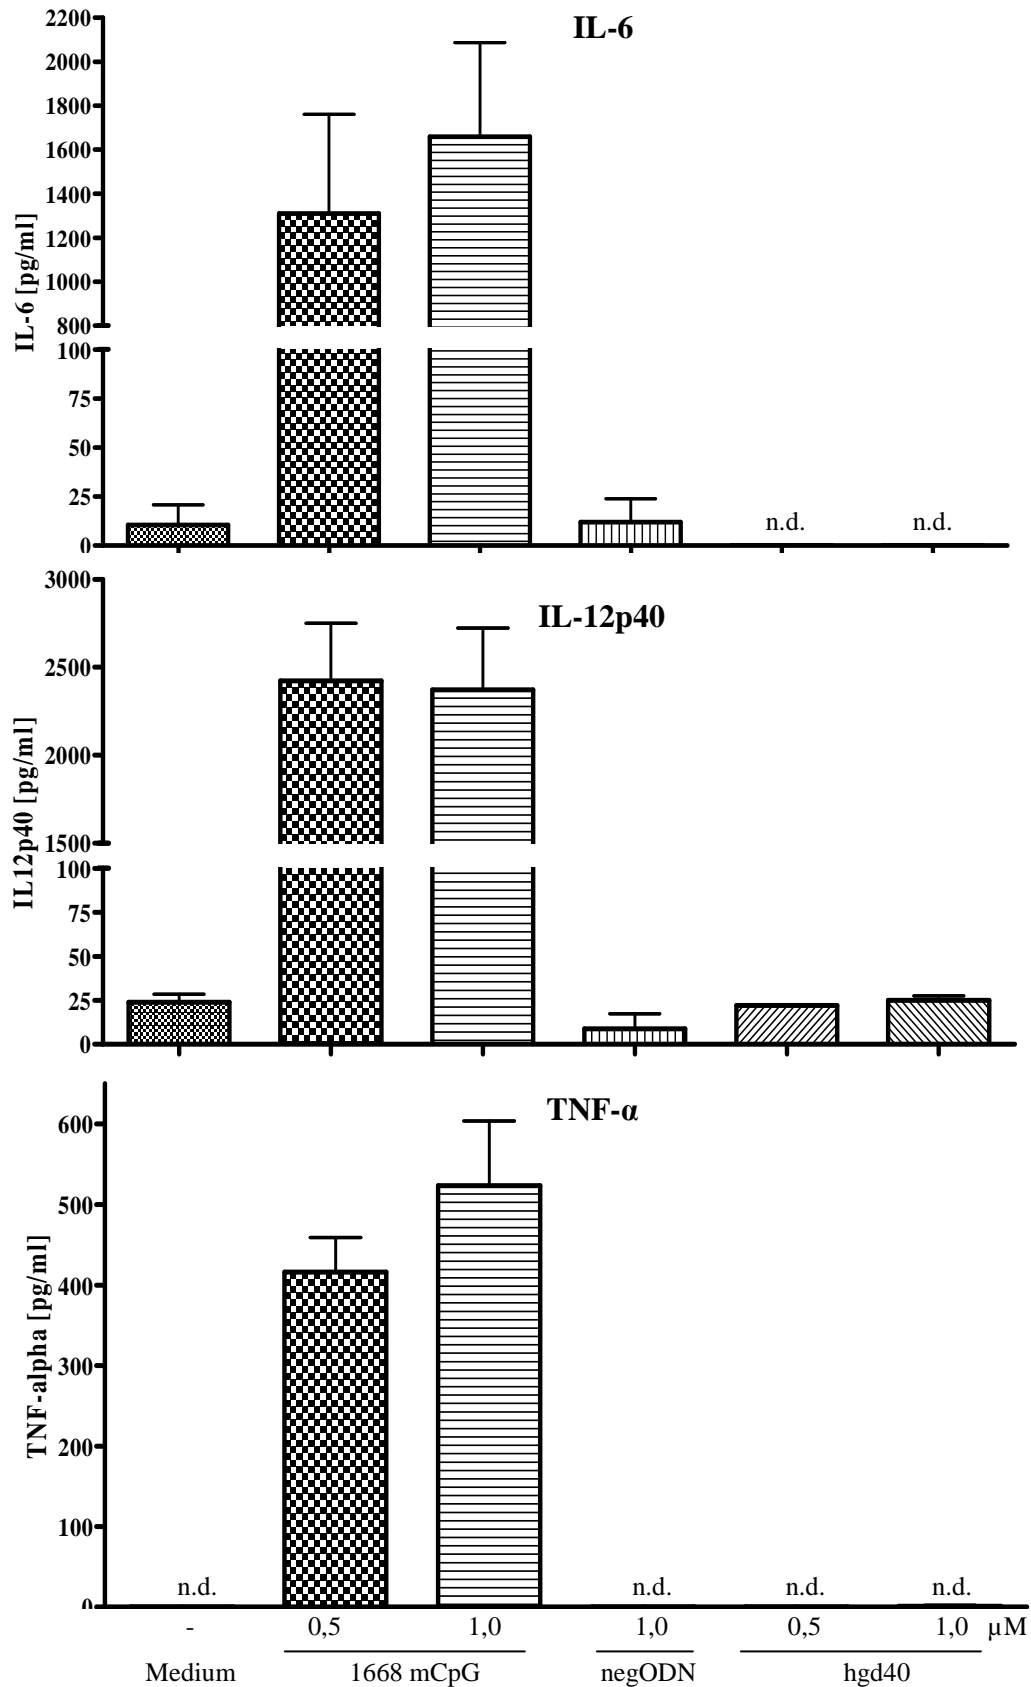 IL-6
IL-6 [pg/ml]
2200
2000
1800
1600
1400
1200
1000
800
100
75
50
25
0
n.d. n.d.
IL-12p40
IL12p40 [pg/ml]
3000
2500
2000
1500
100
75
50
25
0
TNF-α
TNF-alpha [pg/ml]
600
500
400
300
200
100
0
n.d. n.d. n.d. n.d.
- 0,5 1,0 1,0 0,5 1,0 µM
Medium 1668 mCpG negODN hgd40